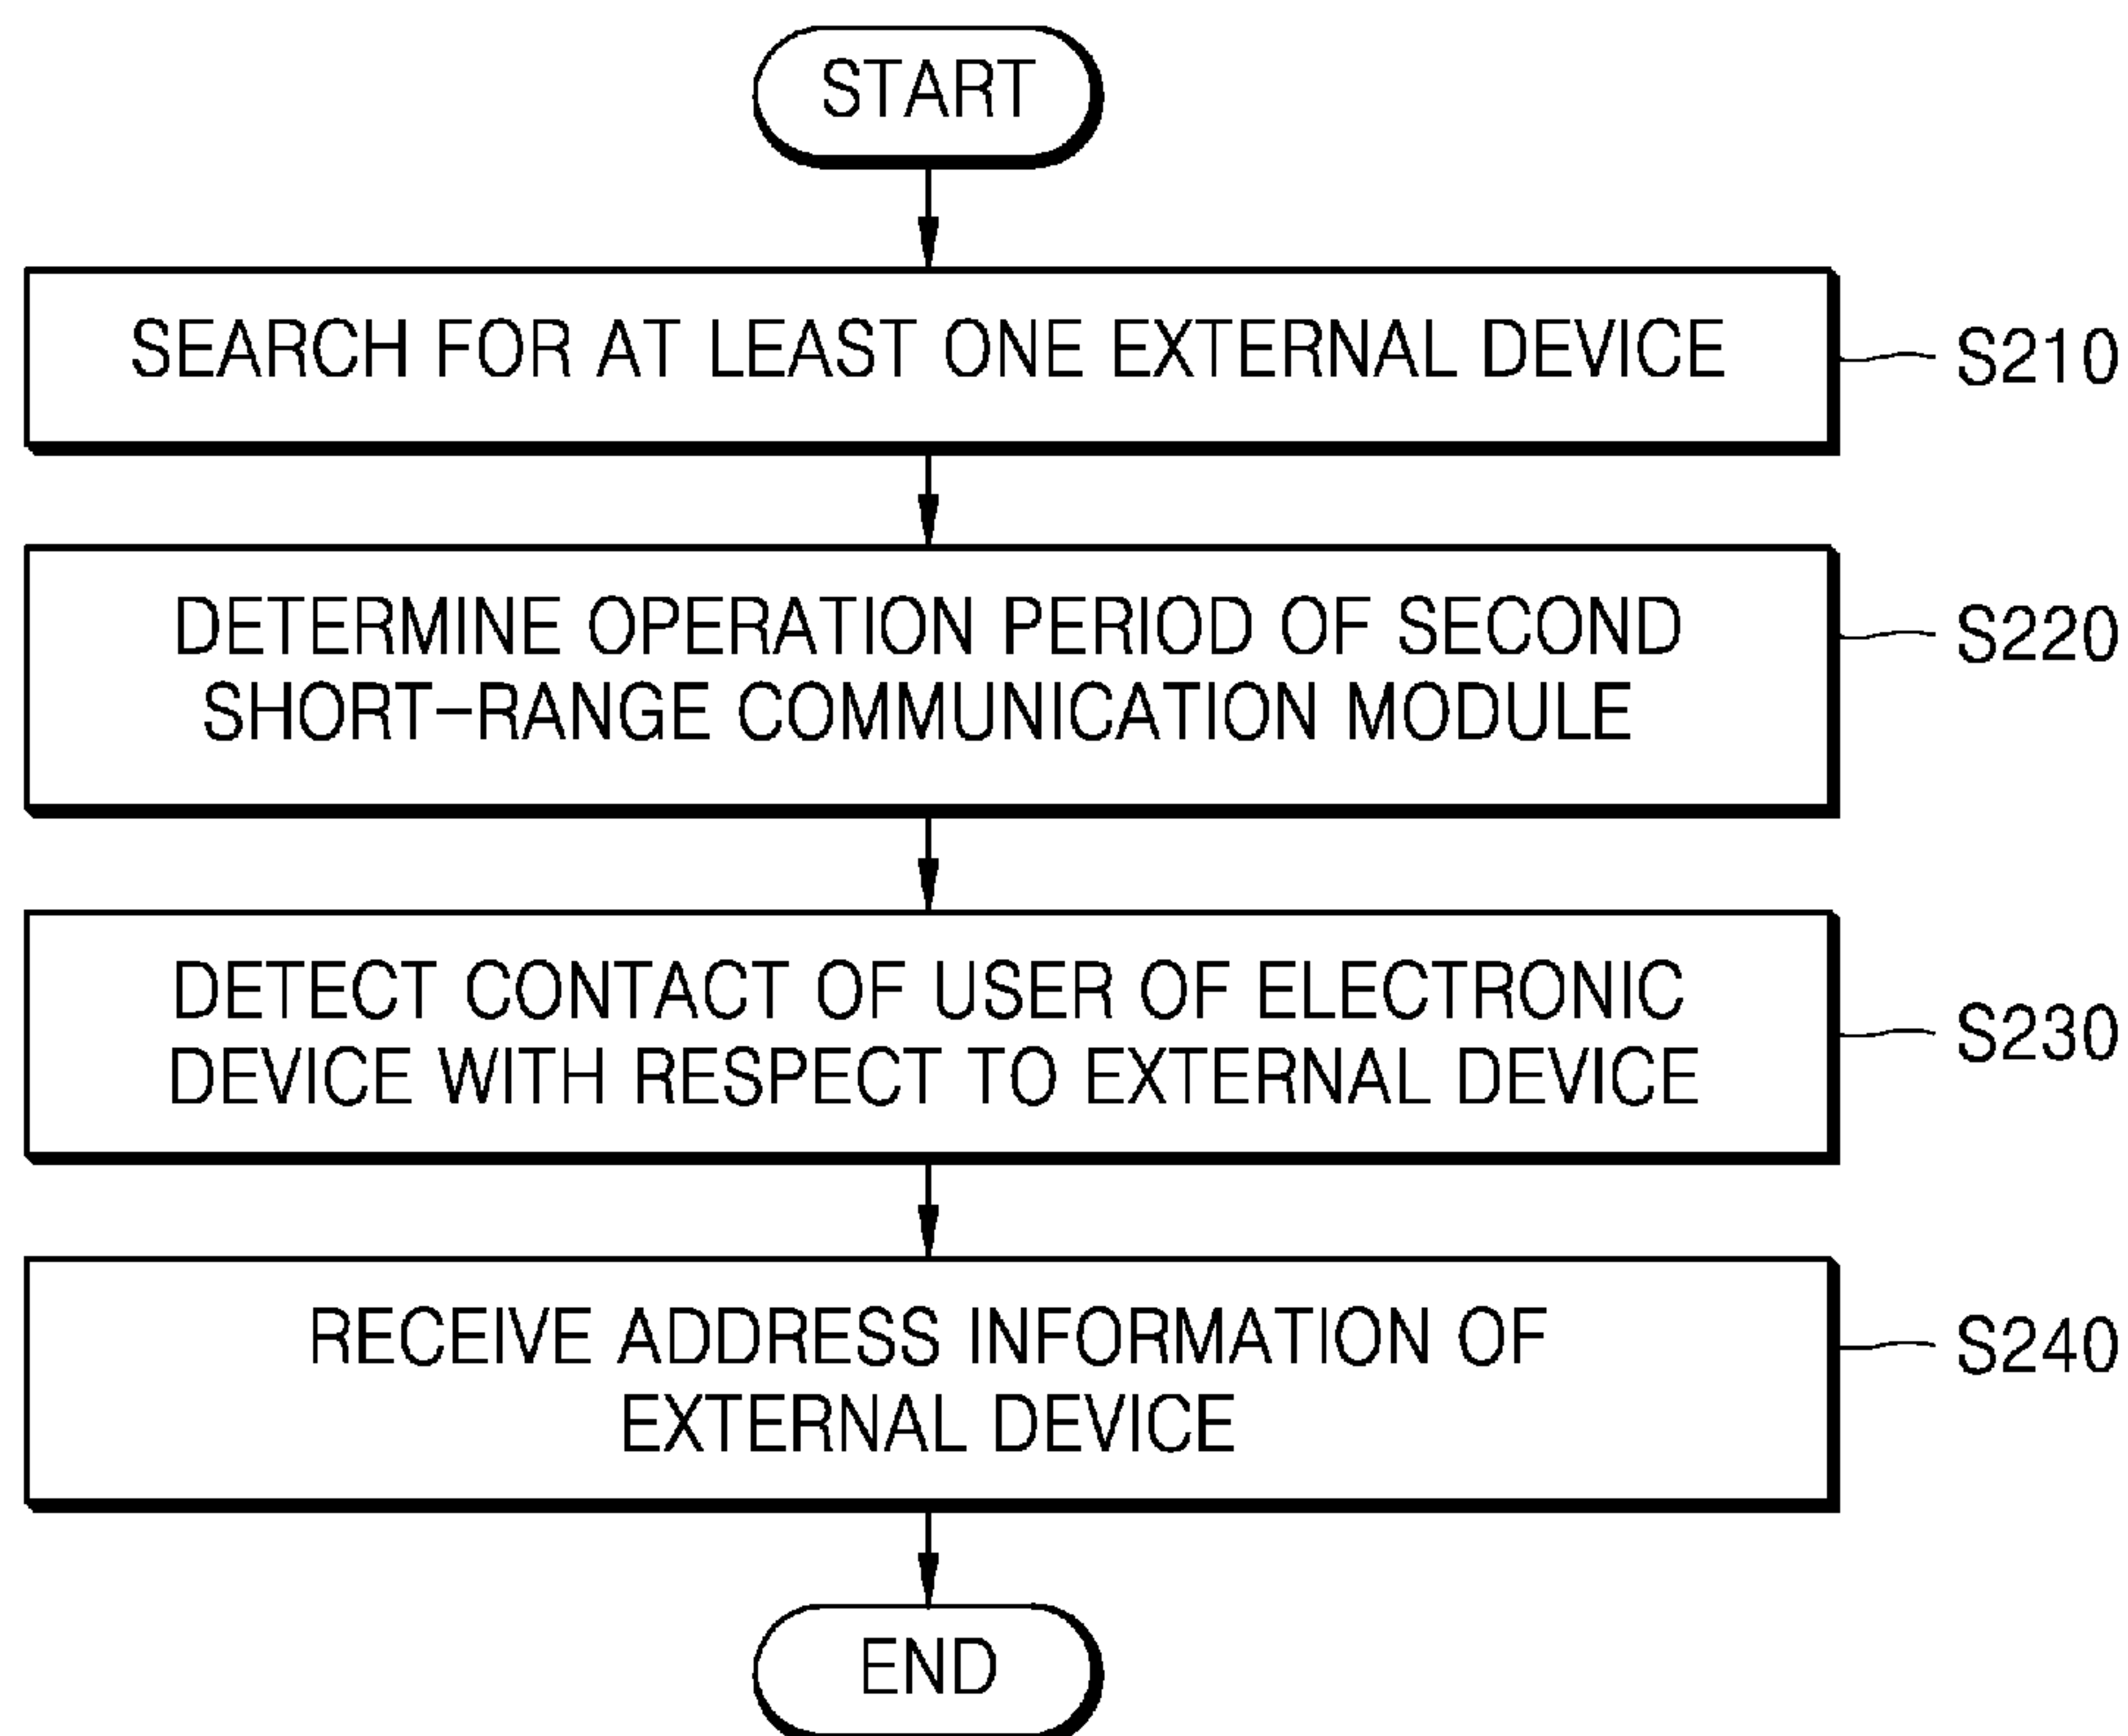 START
SEARCH FOR AT LEAST ONE EXTERNAL DEVICE
S210
DETERMINE OPERATION PERIOD OF SECOND
SHORT-RANGE COMMUNICATION MODULE
S220
DETECT CONTACT OF USER OF ELECTRONIC
DEVICE WITH RESPECT TO EXTERNAL DEVICE
S230
RECEIVE ADDRESS INFORMATION OF
EXTERNAL DEVICE
S240
END